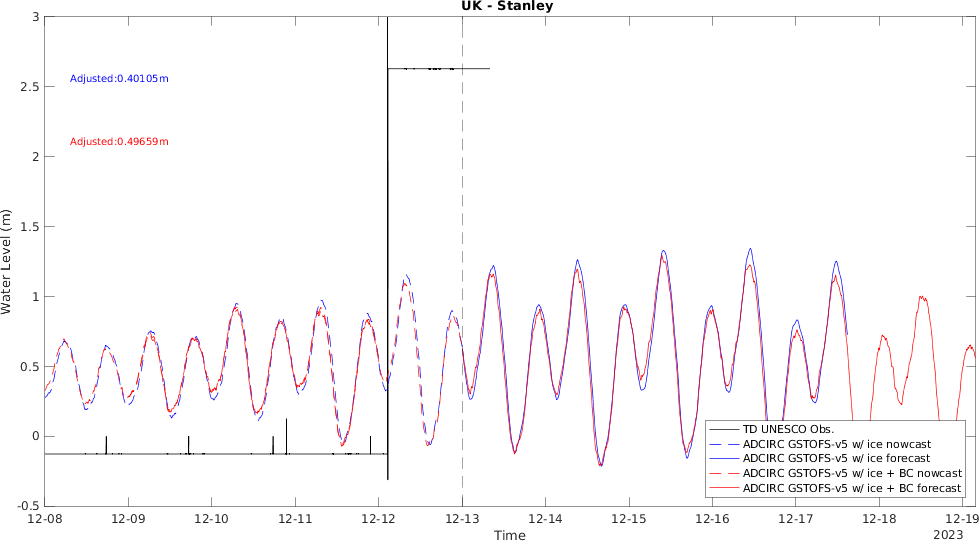 UK - Stanley
3
2.5
2
1.5
1
0.5
0
-0.5
Water Level (m)
Adjusted:0.40105m
Adjusted:0.49659m
TD UNESCO Obs.
ADCIRC GSTOFS-v5 w/ ice nowcast
ADCIRC GSTOFS-v5 w/ ice forecast
ADCIRC GSTOFS-v5 w/ ice + BC nowcast
ADCIRC GSTOFS-v5 w/ ice + BC forecast
12-08 12-09 12-10 12-11 12-12 12-13 12-14 12-15 12-16 12-17 12-18 12-19
Time
2023